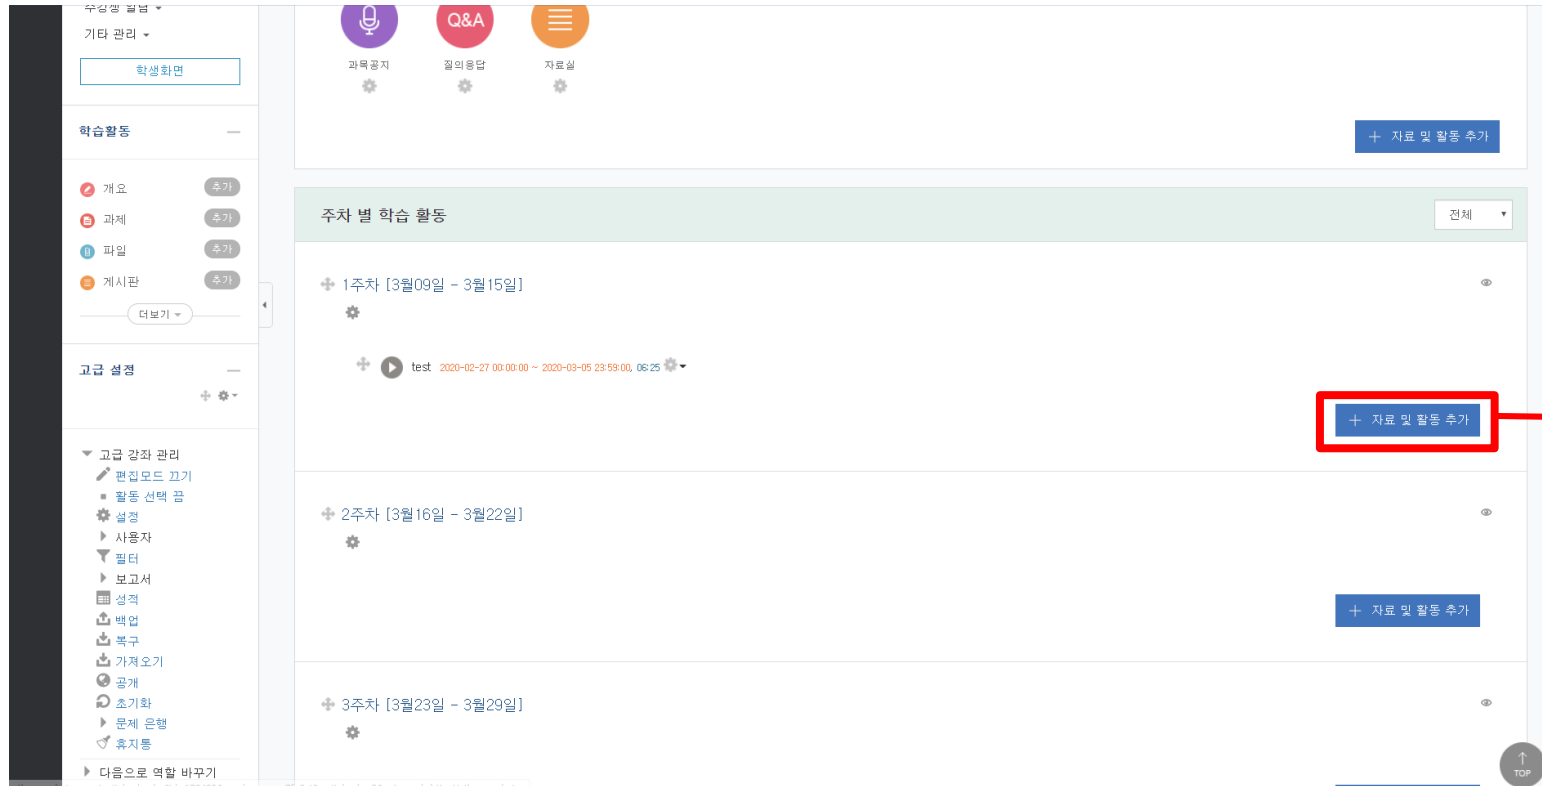 수강생 알림
기타 관리
학생화면
학습활동
개요 추가
과제 추가
파일 추가
게시판 추가
더보기
고급 설정
고급 강좌 관리
편집모드 끄기
활동 선택 끔
설정
사용자
필터
보고서
성적
백업
복구
가져오기
공개
초기화
문제 은행
휴지통
다음으로 역할 바꾸기
Q&A
과목공지 질의응답 자료실
+ 자료 및 활동 추가
주차 별 학습 활동 전체
1주차 [3월09일 - 3월15일]
test 2020-02-27 00:00:00 ~ 2020-03-05 23:59:00, 06:25
+ 자료 및 활동 추가
2주차 [3월16일 - 3월22일]
+ 자료 및 활동 추가
3주차 [3월23일 - 3월29일]
TOP